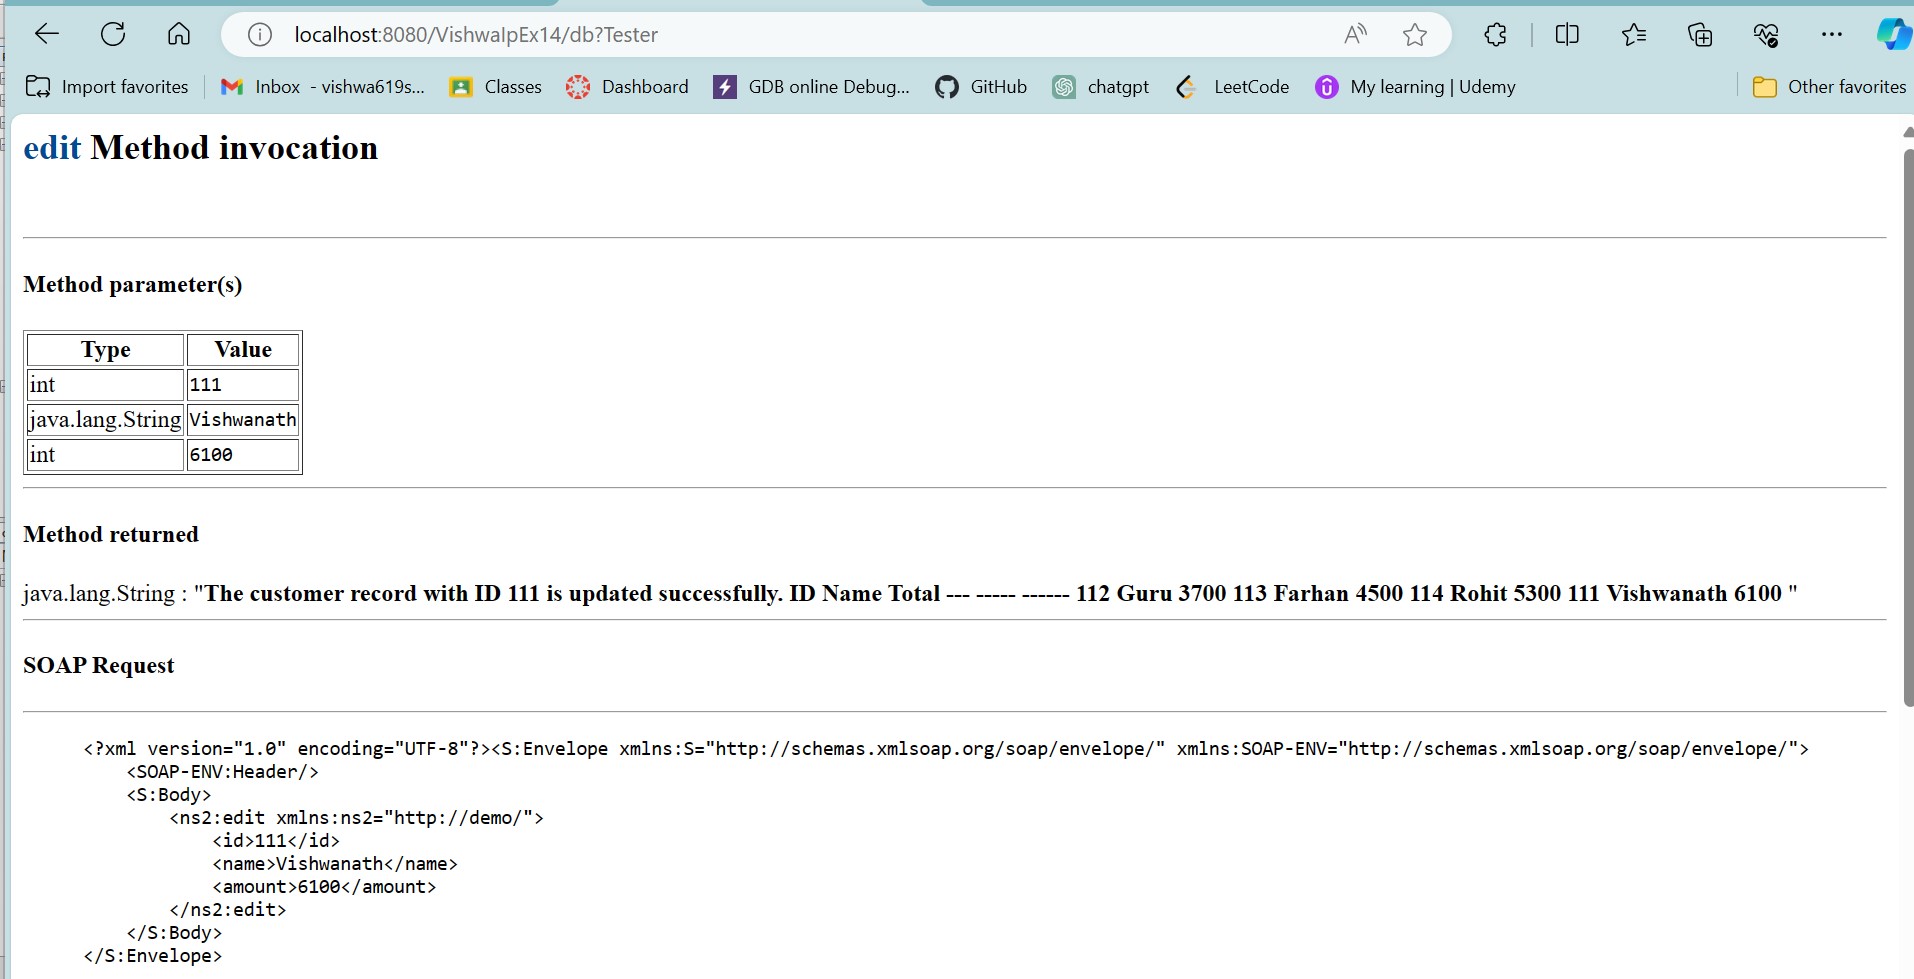 localhost:8080/VishwaIpEx14/db?Tester
Import favorites Inbox - vishwa619s... Classes Dashboard GDB online Debug... GitHub chatgpt LeetCode My learning | Udemy Other favorites
edit Method invocation
Method parameter(s)
Type Value
int 111
java.lang.String Vishwanath
int 6100
Method returned
java.lang.String : "The customer record with ID 111 is updated successfully. ID Name Total --- ----- ------ 112 Guru 3700 113 Farhan 4500 114 Rohit 5300 111 Vishwanath 6100 "
SOAP Request
<?xml version="1.0" encoding="UTF-8"?><S:Envelope xmlns:S="http://schemas.xmlsoap.org/soap/envelope/" xmlns:SOAP-ENV="http://schemas.xmlsoap.org/soap/envelope/">
<SOAP-ENV:Header/>
<S:Body>
<ns2:edit xmlns:ns2="http://demo/">
<id>111</id>
<name>Vishwanath</name>
<amount>6100</amount>
</ns2:edit>
</S:Body>
</S:Envelope>